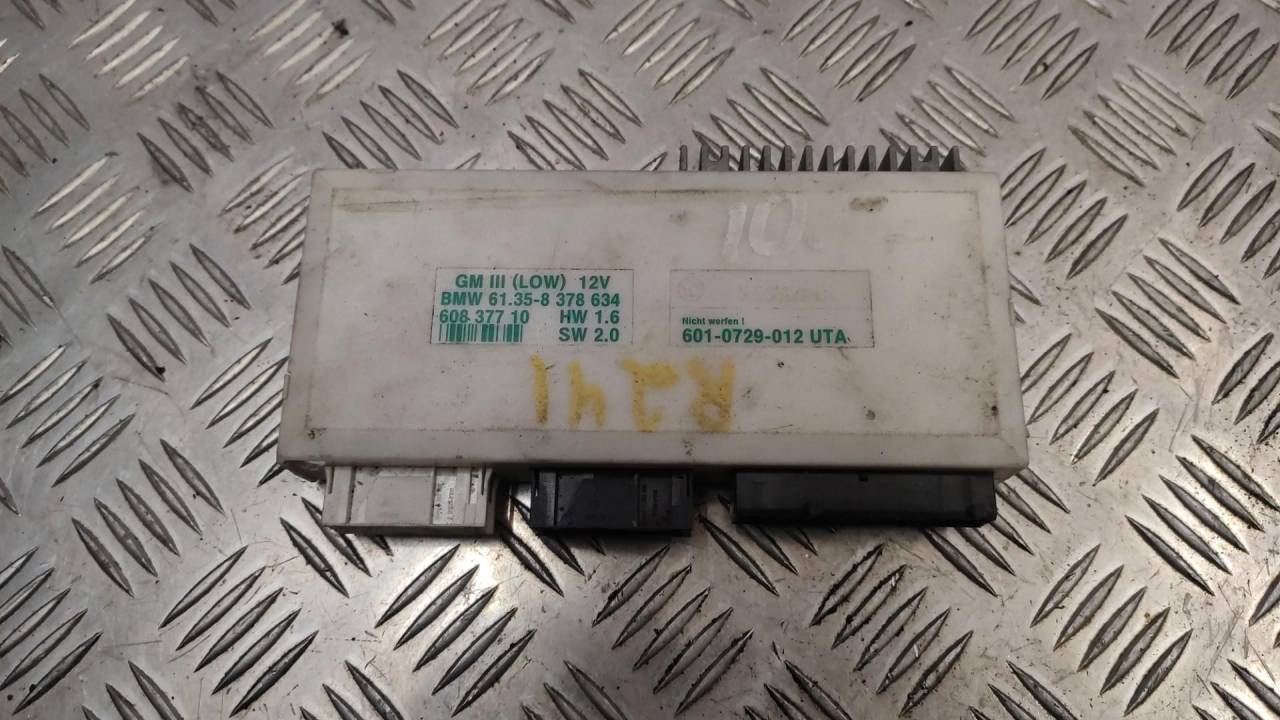 10
GM III (LOW) 12V
BMW 61.35-8 378 634
608 377 10 HW 1.6
SW 2.0
Nicht werfen !
601-0729-012 UTA
R241